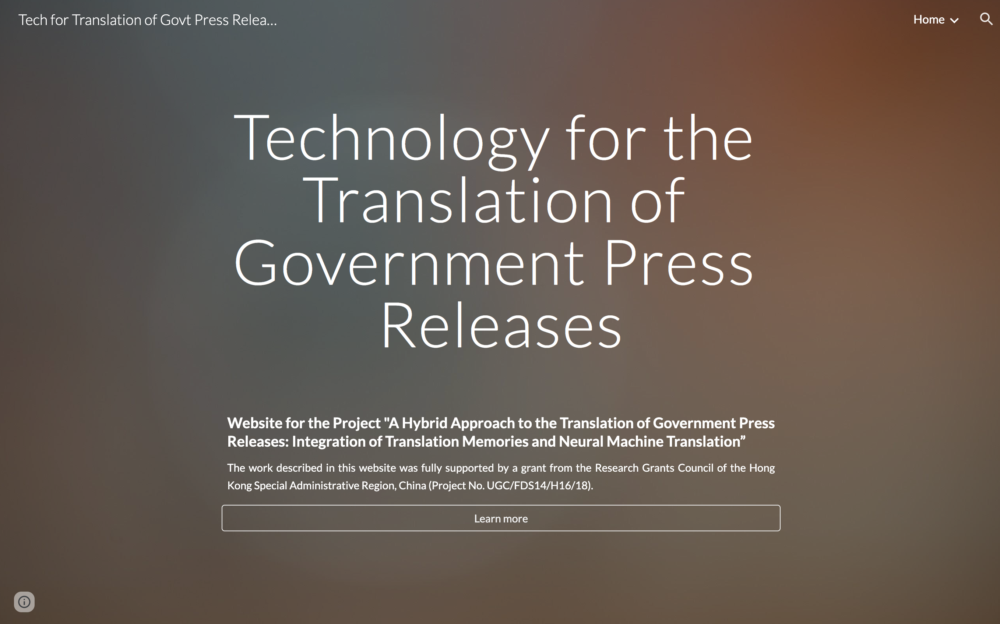 Tech for Translation of Govt Press Relea...
Home
Technology for the
Translation of
Government Press
Releases
Website for the Project "A Hybrid Approach to the Translation of Government Press
Releases: Integration of Translation Memories and Neural Machine Translation”
The work described in this website was fully supported by a grant from the Research Grants Council of the Hong
Kong Special Administrative Region, China (Project No. UGC/FDS14/H16/18).
Learn more